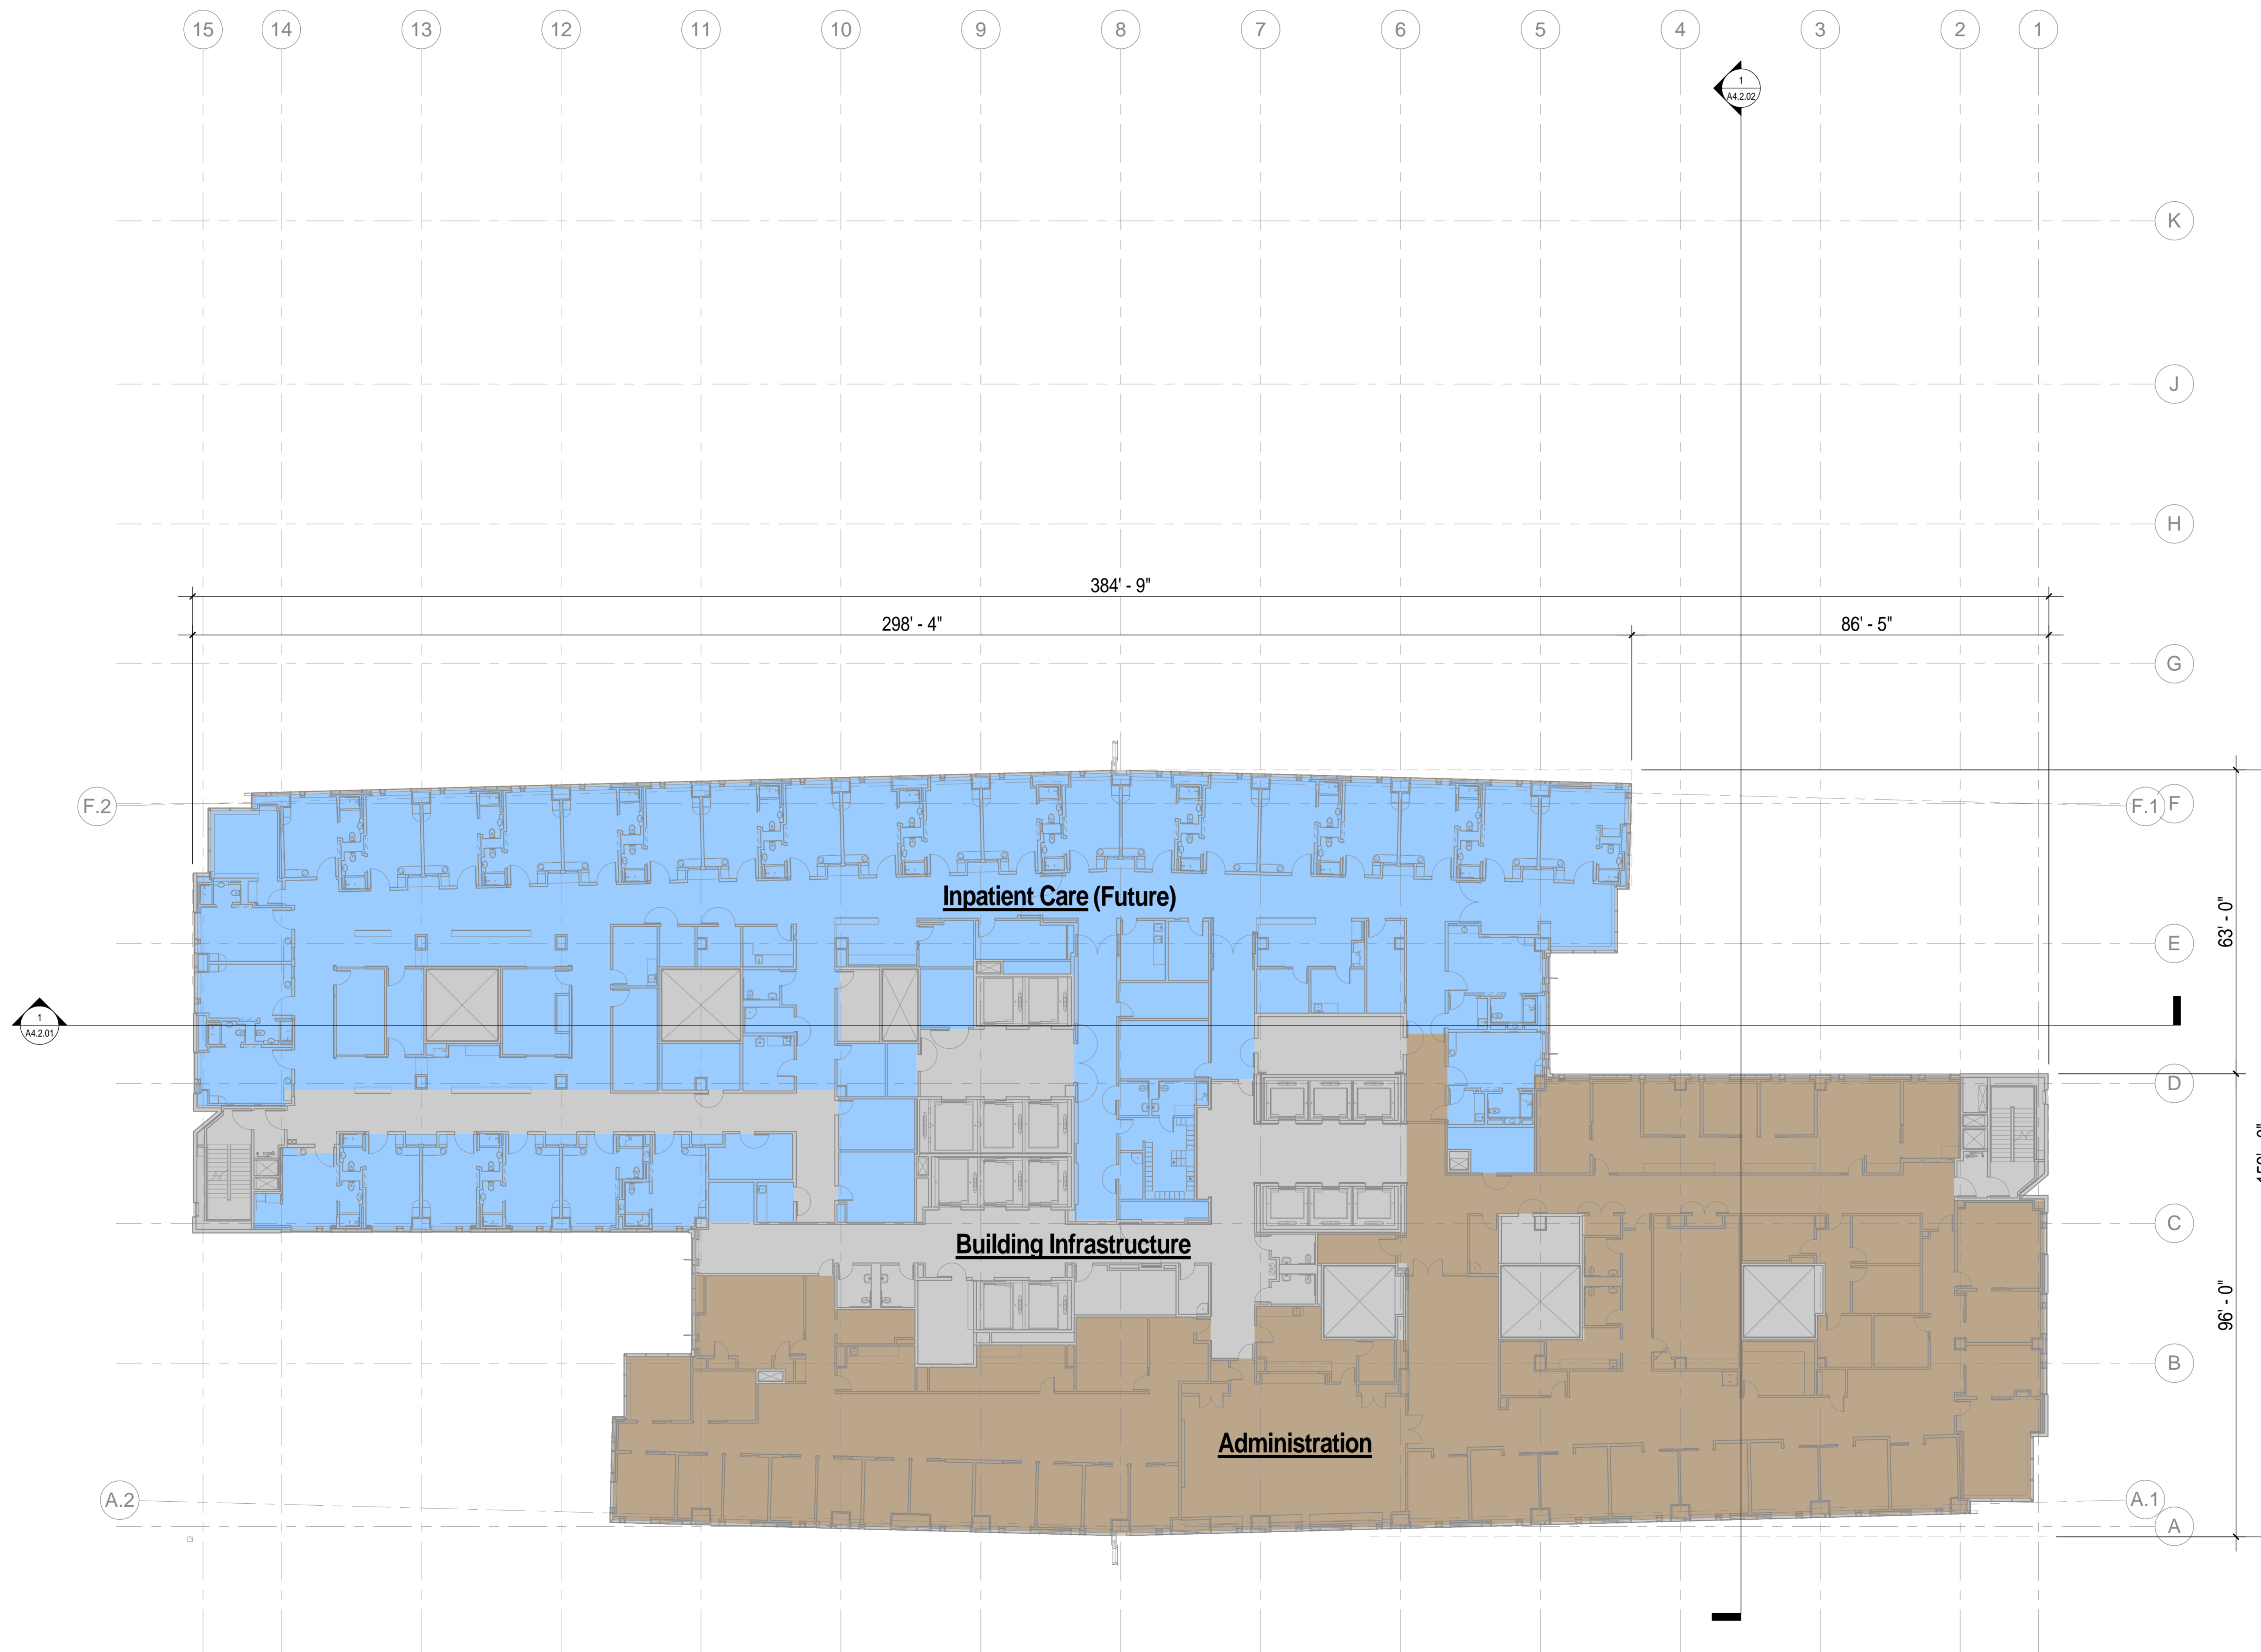 15 14 13 12 11 10 9 8 7 6 5 4 3 2 1
1
A4.2.02
K
J
H
384' - 9"
298' - 4" 86' - 5"
G
F.2
F.1 F
Inpatient Care (Future)
63' - 0"
E
1
A4.2.01
D
C
Building Infrastructure
96' - 0"
B
Administration
A.2
A.1
A